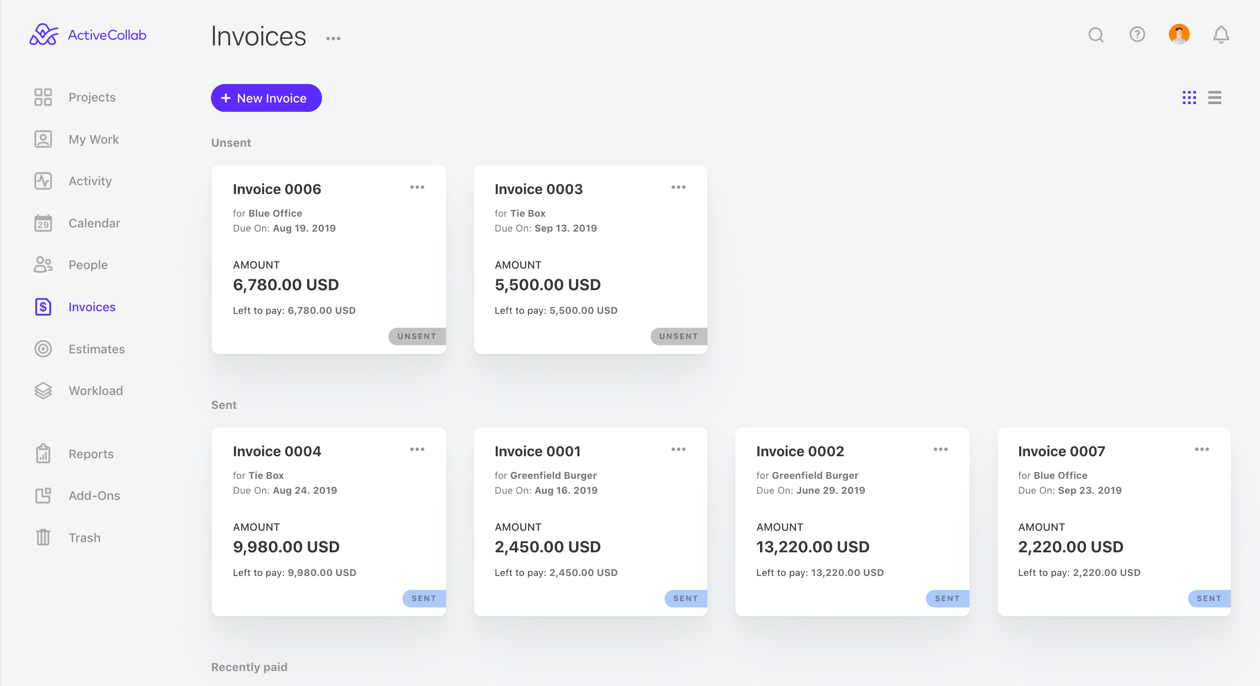 ActiveCollab
Invoices
Projects
My Work
Activity
29
Calendar
People
Invoices
Estimates
Workload
Reports
Add-Ons
Trash
+ New Invoice
Unsent
Invoice 0006
for Blue Office
Due On: Aug 19. 2019
AMOUNT
6,780.00 USD
Left to pay: 6,780.00 USD
UNSENT
Invoice 0003
for Tie Box
Due On: Sep 13. 2019
AMOUNT
5,500.00 USD
Left to pay: 5,500.00 USD
UNSENT
Sent
Invoice 0004
for Tie Box
Due On: Aug 24. 2019
AMOUNT
9,980.00 USD
Left to pay: 9,980.00 USD
SENT
Invoice 0001
for Greenfield Burger
Due On: Aug 16. 2019
AMOUNT
2,450.00 USD
Left to pay: 2,450.00 USD
SENT
Invoice 0002
for Greenfield Burger
Due On: June 29. 2019
AMOUNT
13,220.00 USD
Left to pay: 13,220.00 USD
SENT
Invoice 0007
for Blue Office
Due On: Sep 23. 2019
AMOUNT
2,220.00 USD
Left to pay: 2,220.00 USD
SENT
Recently paid